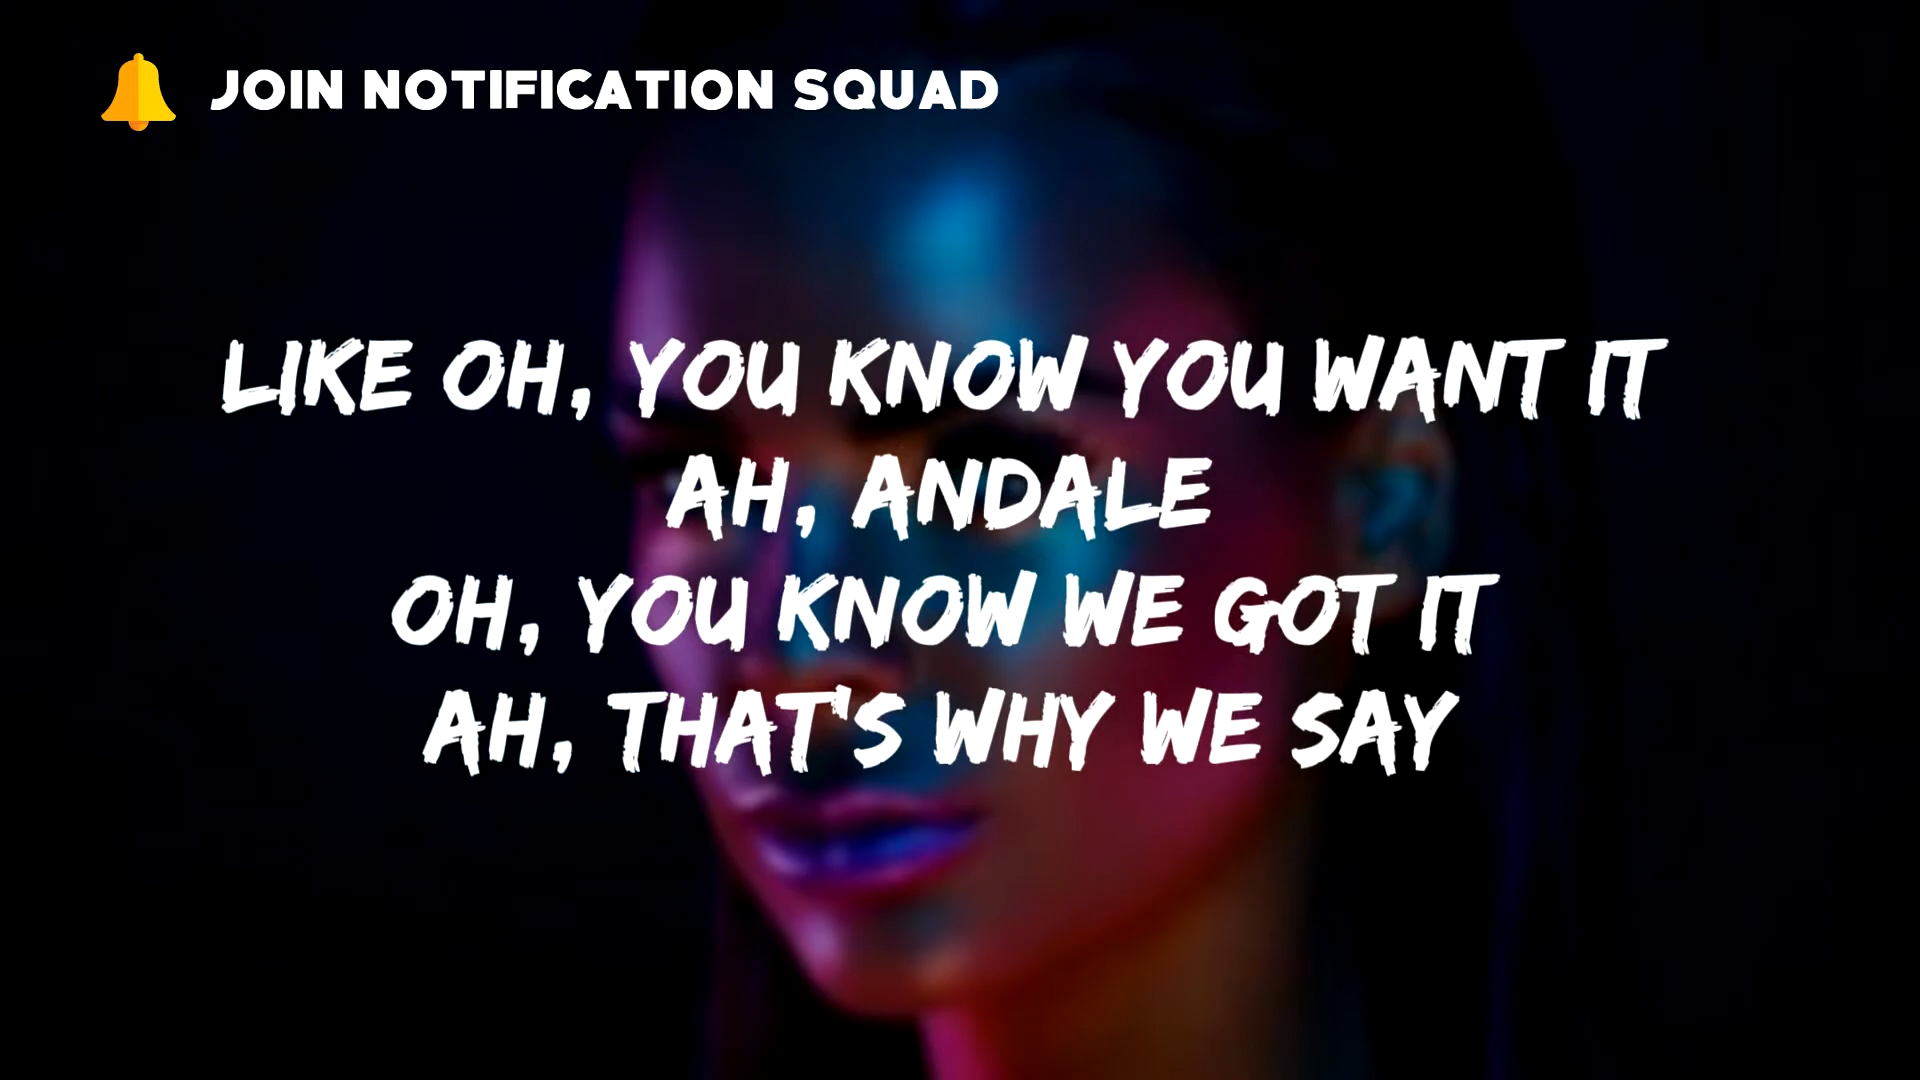 JOIN NOTIFICATION SQUAD
LIKE OH, YOU KNOW YOU WANT IT
AH, ANDALE
OH, YOU KNOW WE GOT IT
AH, THAT'S WHY WE SAY